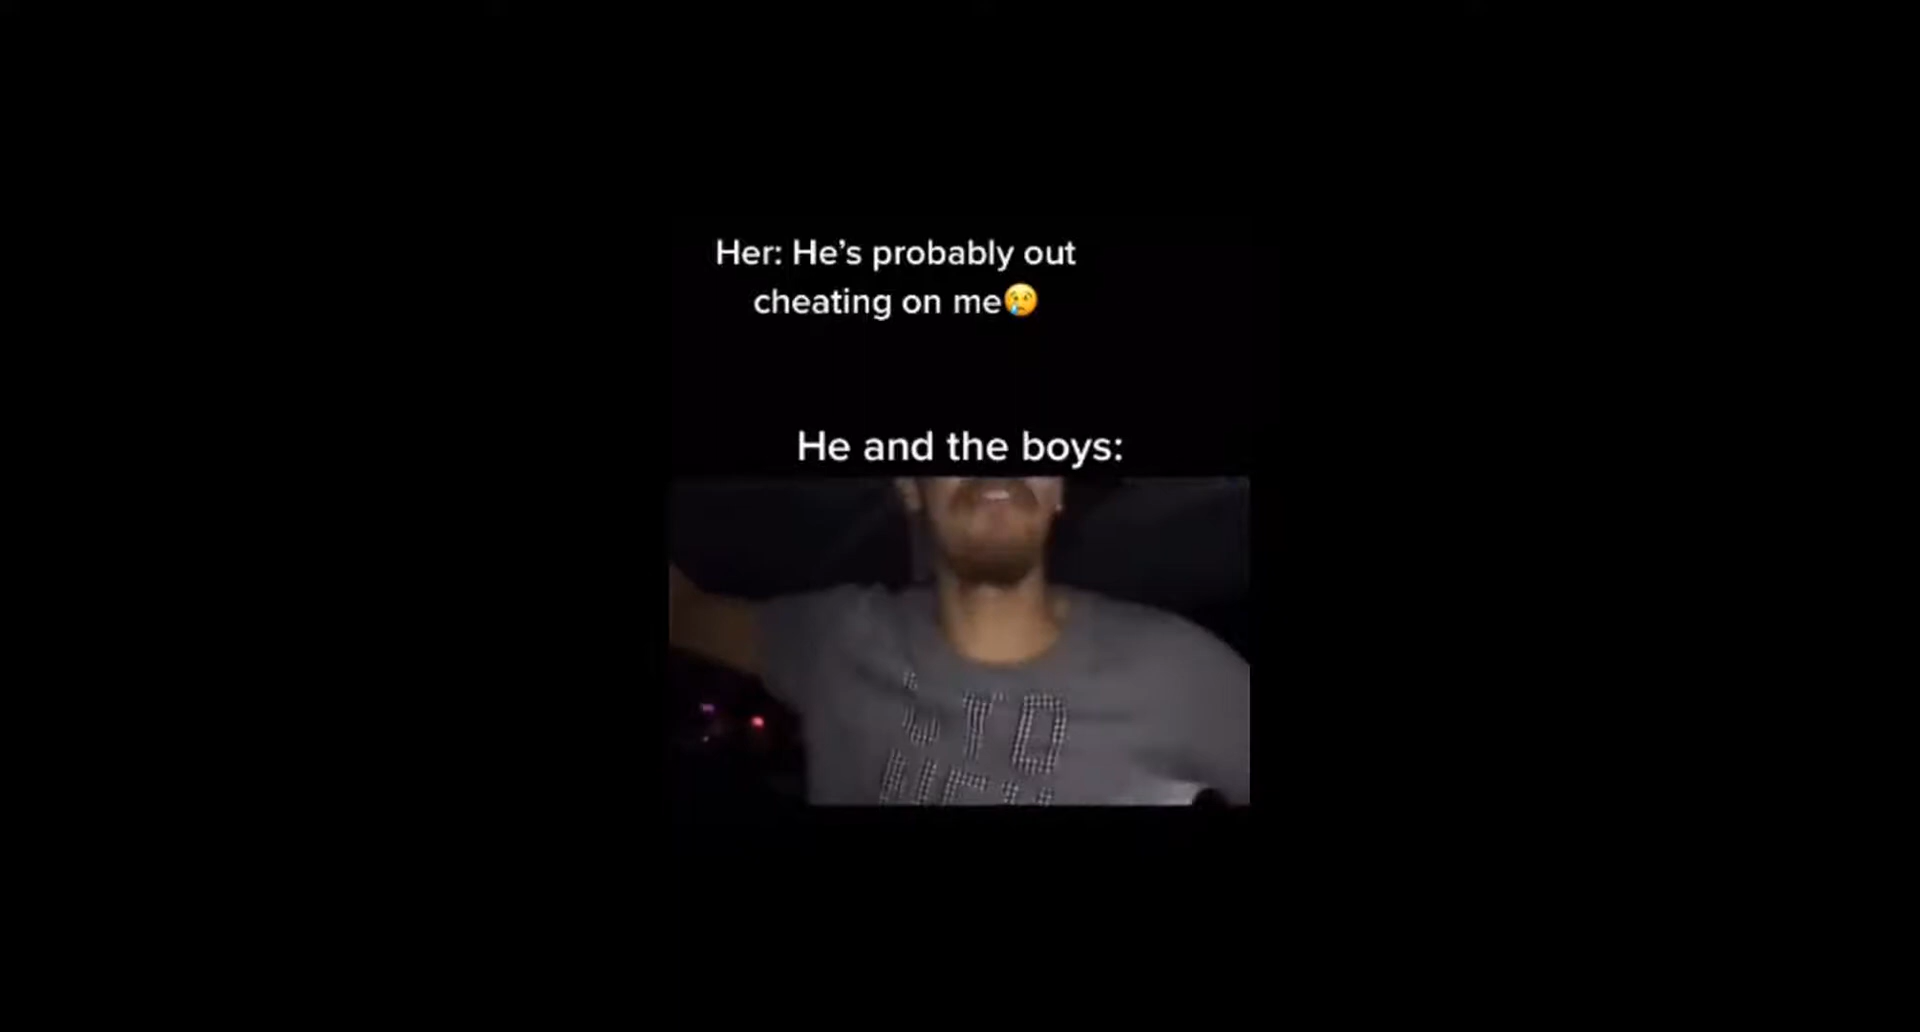 Her: He's probably out
cheating on me😢
He and the boys: